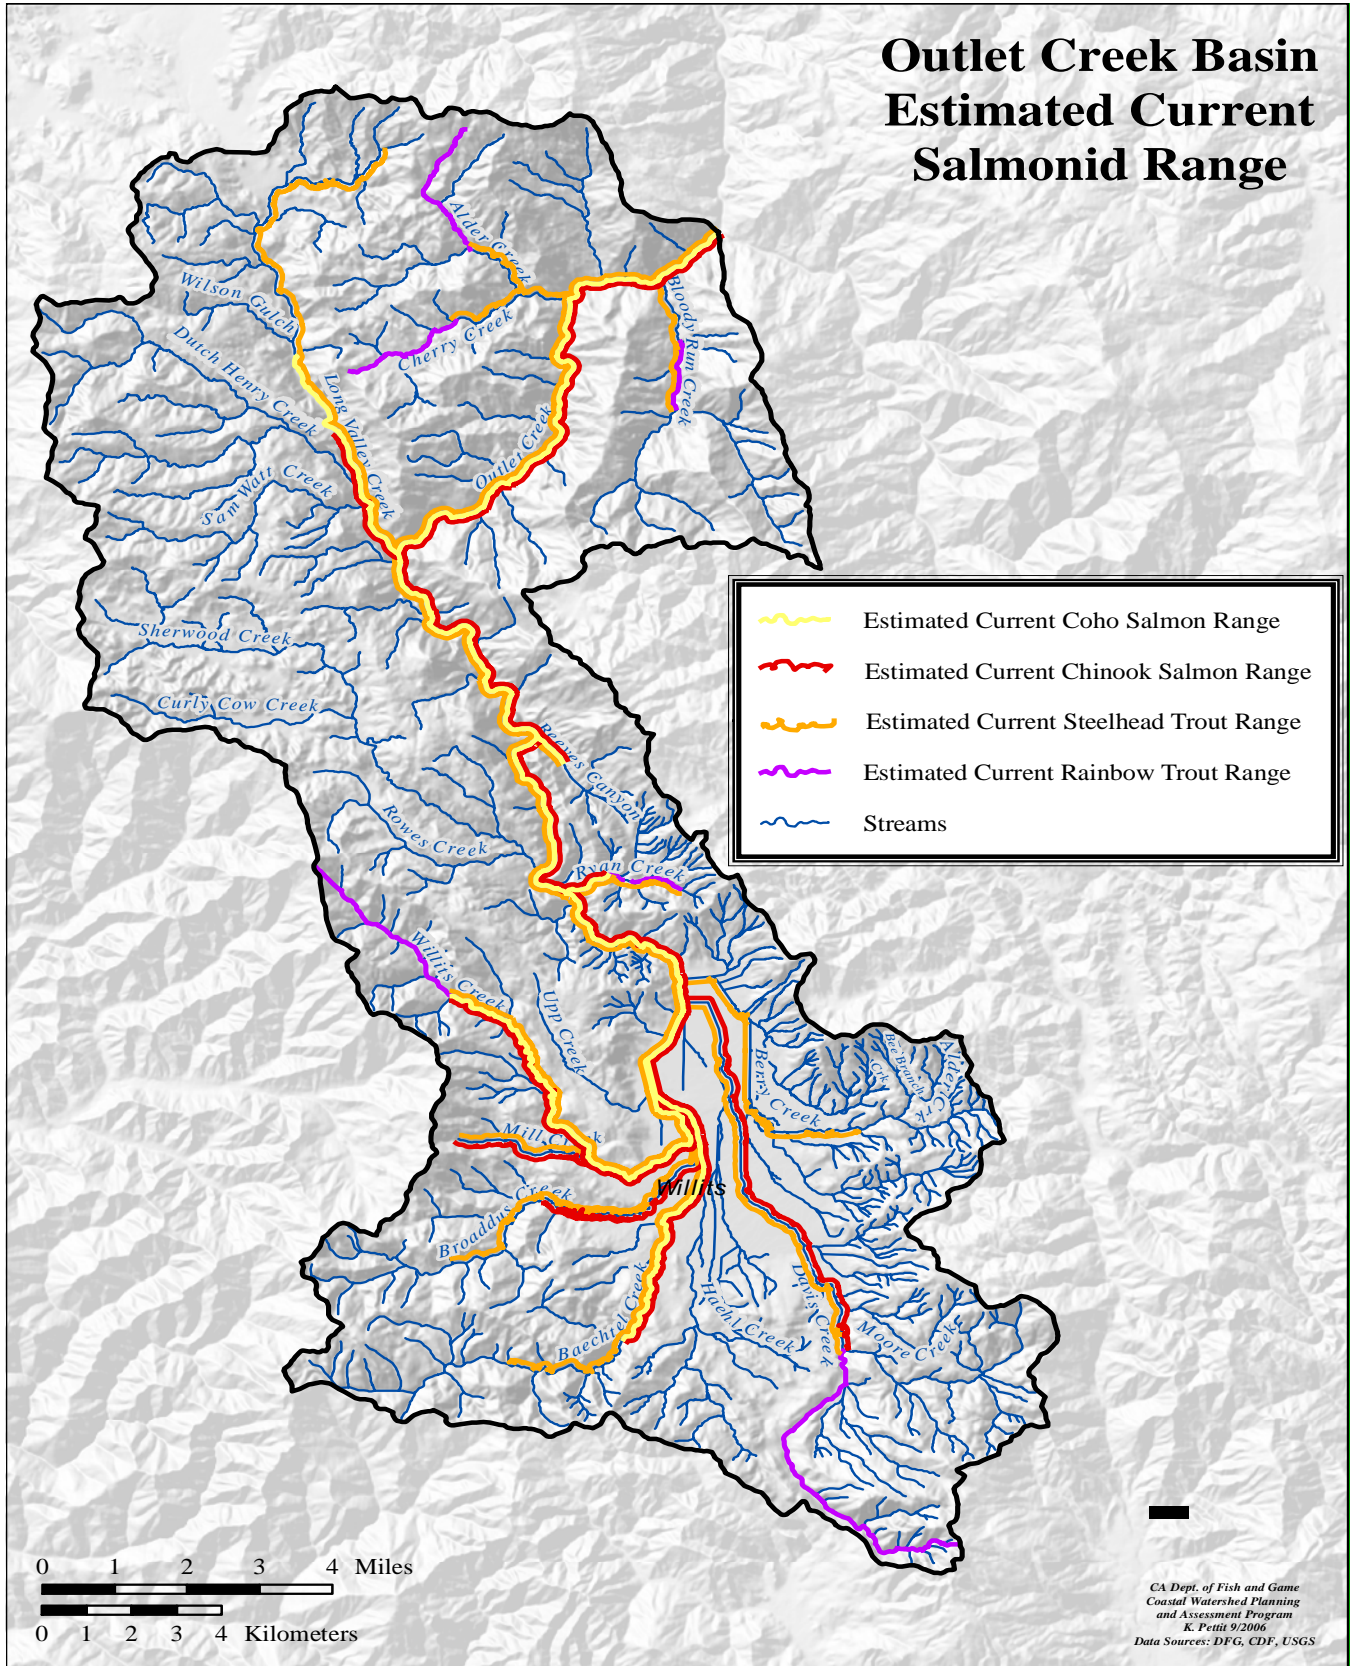 Outlet Creek Basin
Estimated Current
Salmonid Range
Alder Creek
Wilson Gulch
Bloody Run Creek
Dutch Henry Creek
Cherry Creek
Long Valley Creek
Outlet Creek
Sam Watt Creek
Estimated Current Coho Salmon Range
Estimated Current Chinook Salmon Range
Estimated Current Steelhead Trout Range
Estimated Current Rainbow Trout Range
Streams
Sherwood Creek
Curly Cow Creek
Reeves Canyon
Rowes Creek
Ryan Creek
Willits Creek
Upp Creek
Berry Creek
Bee Branch
Crk
Alder Crk
Mill Creek
Willits
Broaddus Creek
Baechtel Creek
Haehl Creek
Davis Creek
Moore Creek
0 1 2 3 4 Miles
0 1 2 3 4 Kilometers
CA Dept. of Fish and Game
Coastal Watershed Planning
and Assessment Program
K. Pettit 9/2006
Data Sources: DFG, CDF, USGS